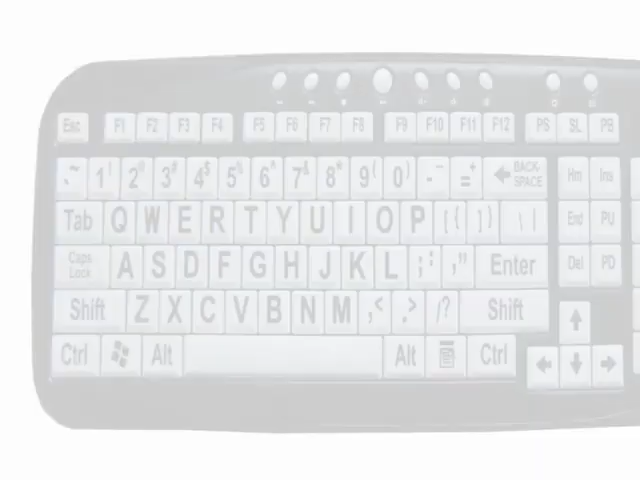 Esc F1 F2 F3 F4 F5 F6 F7 F8 F9 F10 F11 F12 PS SL PB
~ 1! 2@ 3# 4$ 5% 6^ 7& 8* 9( 0) - _ = + BACK-SPACE Hm Ins
Tab Q W E R T Y U I O P [ { ] } \ | End PU
Caps Lock A S D F G H J K L ; : , " Enter Del PD
Shift Z X C V B N M , < . > / ? Shift
Ctrl Alt Alt Ctrl